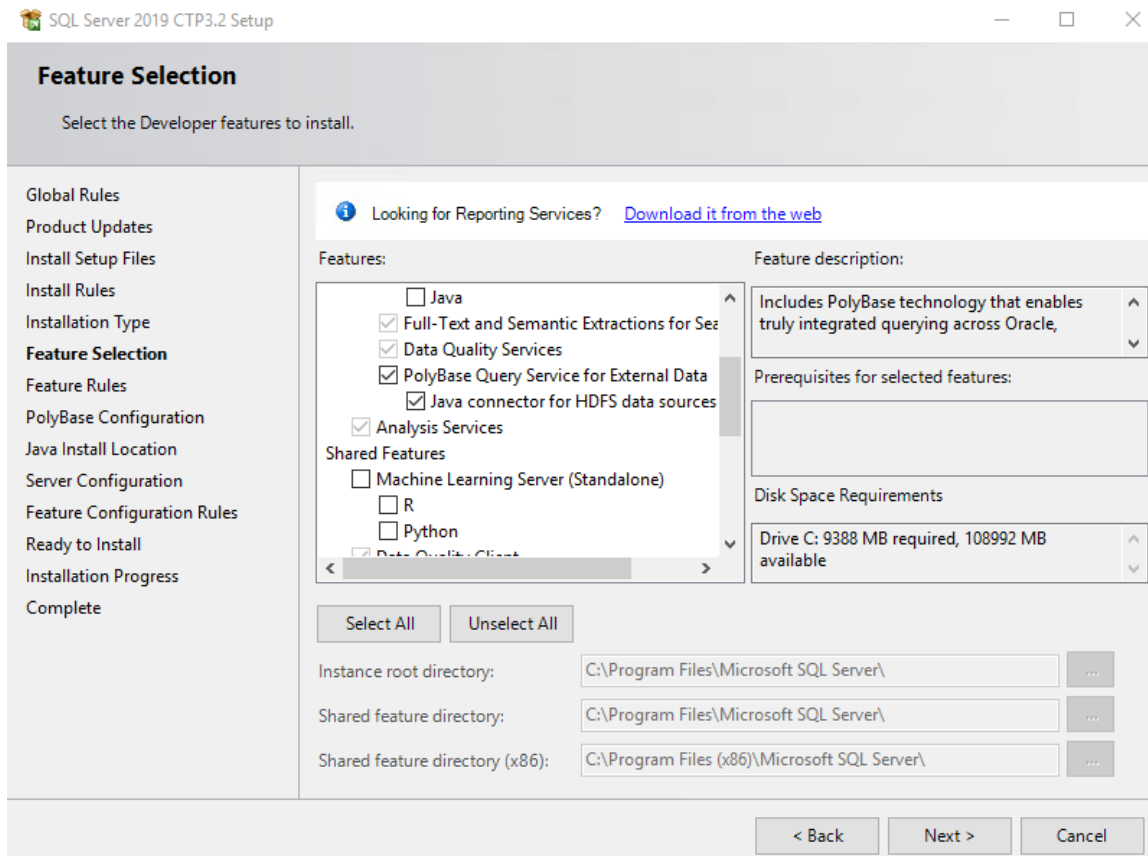 SQL Server 2019 CTP3.2 Setup
Feature Selection
Select the Developer features to install.
Global Rules
Product Updates
Install Setup Files
Install Rules
Installation Type
Feature Selection
Feature Rules
PolyBase Configuration
Java Install Location
Server Configuration
Feature Configuration Rules
Ready to Install
Installation Progress
Complete
Looking for Reporting Services? Download it from the web
Features:
Java
Full-Text and Semantic Extractions for Sea
Data Quality Services
PolyBase Query Service for External Data
Java connector for HDFS data sources
Analysis Services
Shared Features
Machine Learning Server (Standalone)
R
Python
Data Quality Client
Feature description:
Includes PolyBase technology that enables
truly integrated querying across Oracle,
Prerequisites for selected features:
Disk Space Requirements
Drive C: 9388 MB required, 108992 MB
available
Select All
Unselect All
Instance root directory:
C:\Program Files\Microsoft SQL Server\
...
Shared feature directory:
C:\Program Files\Microsoft SQL Server\
...
Shared feature directory (x86):
C:\Program Files (x86)\Microsoft SQL Server\
...
< Back
Next >
Cancel